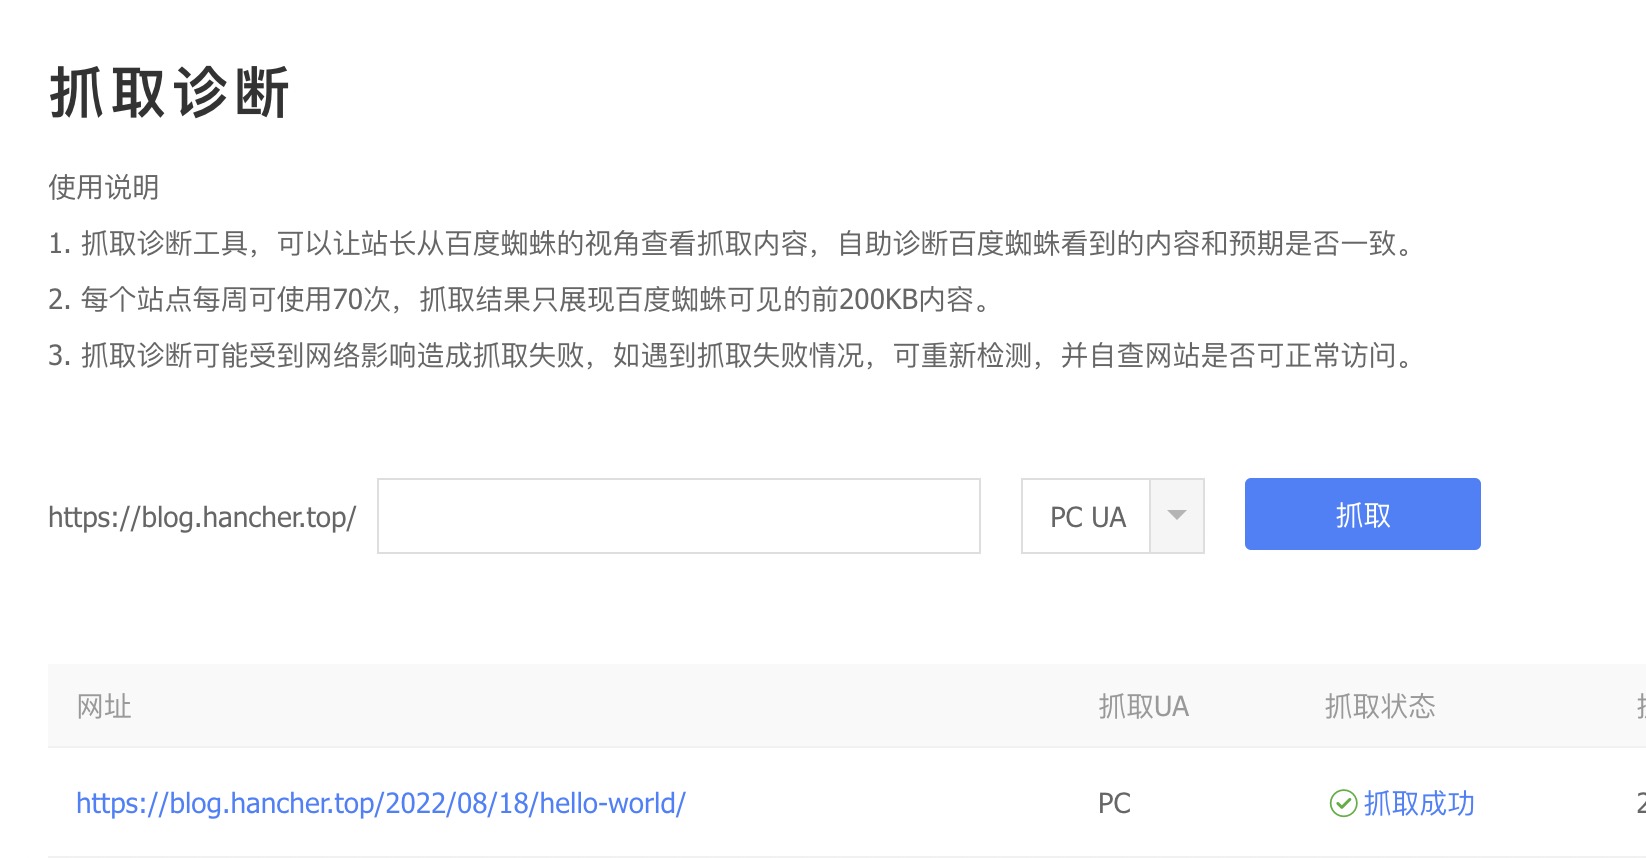 抓取诊断
使用说明
1. 抓取诊断工具，可以让站长从百度蜘蛛的视角查看抓取内容，自助诊断百度蜘蛛看到的内容和预期是否一致。
2. 每个站点每周可使用70次，抓取结果只展现百度蜘蛛可见的前200KB内容。
3. 抓取诊断可能受到网络影响造成抓取失败，如遇到抓取失败情况，可重新检测，并自查网站是否可正常访问。
https://blog.hancher.top/ PC UA 抓取
网址 抓取UA 抓取状态
https://blog.hancher.top/2022/08/18/hello-world/ PC 抓取成功